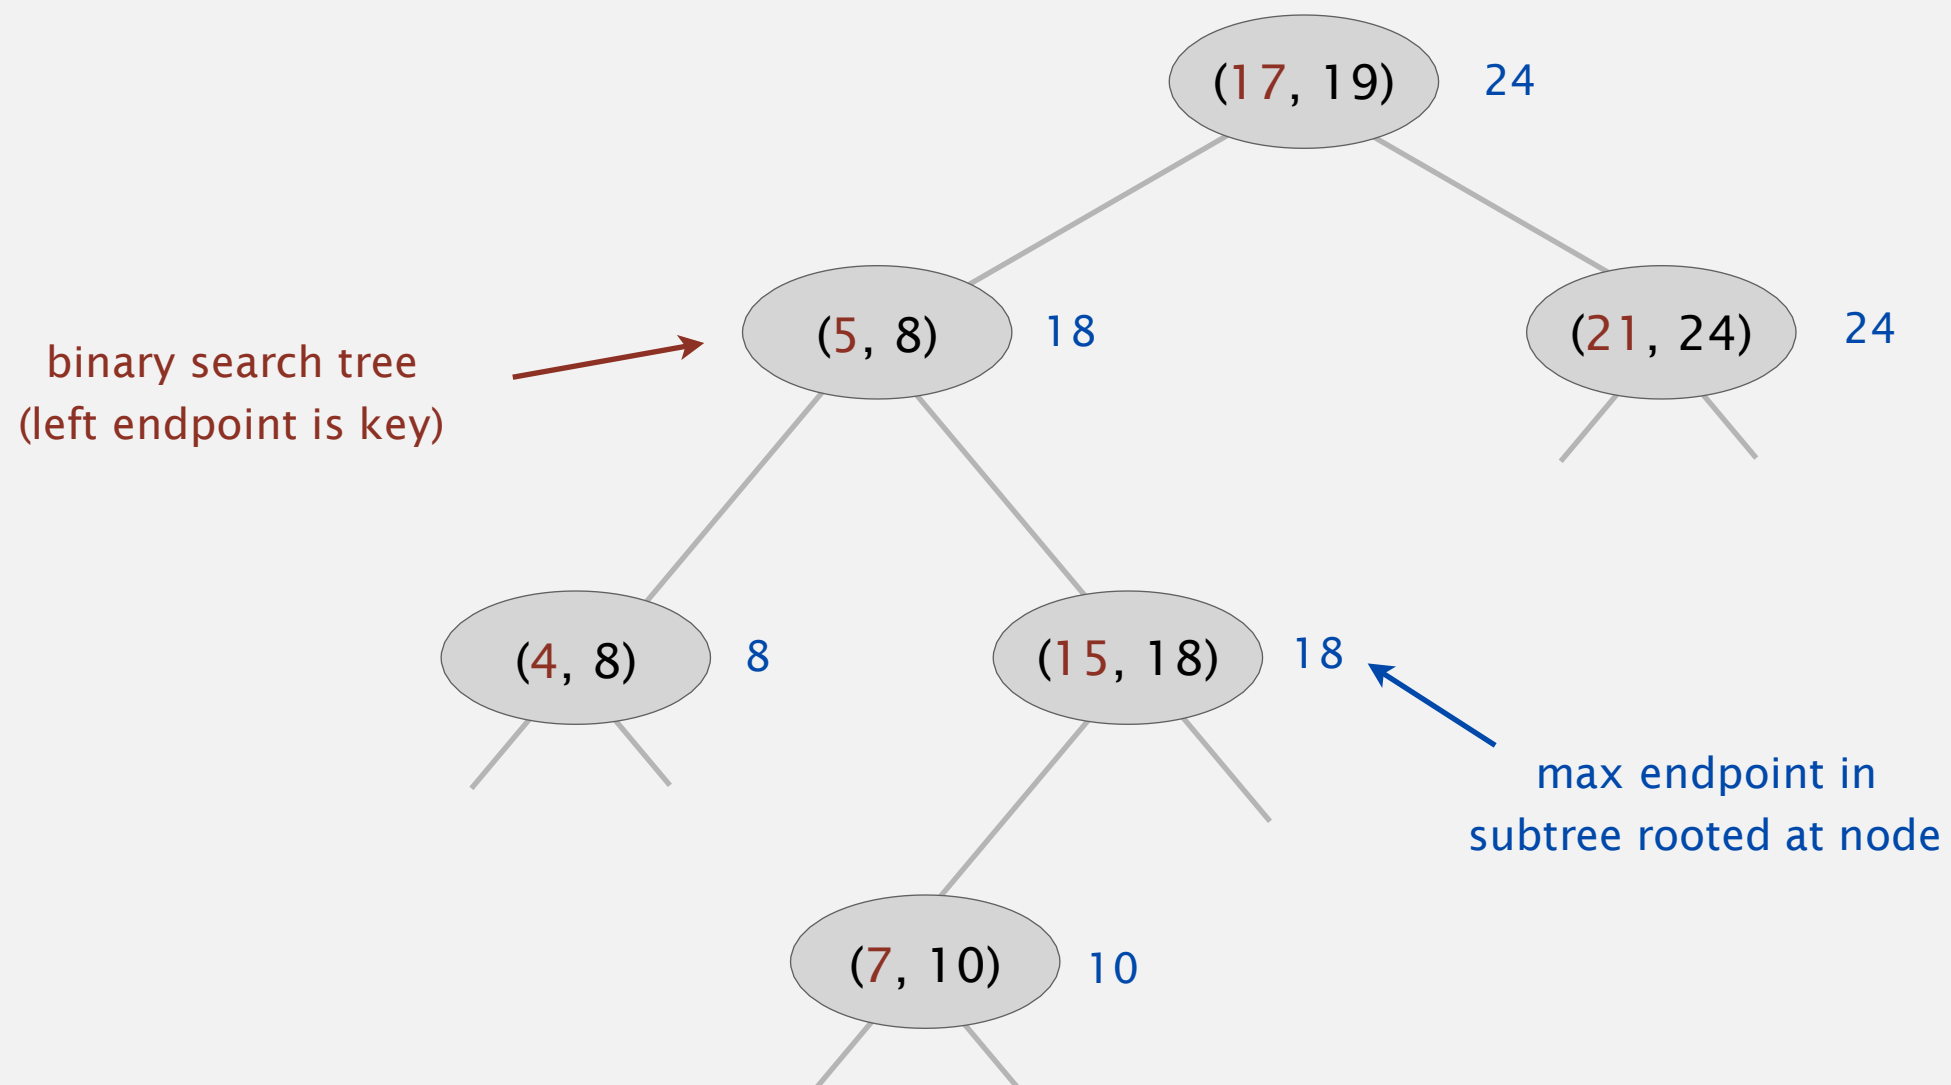 (17, 19) 24
(5, 8) 18
(21, 24) 24
binary search tree
(left endpoint is key)
(4, 8) 8
(15, 18) 18
max endpoint in
subtree rooted at node
(7, 10) 10